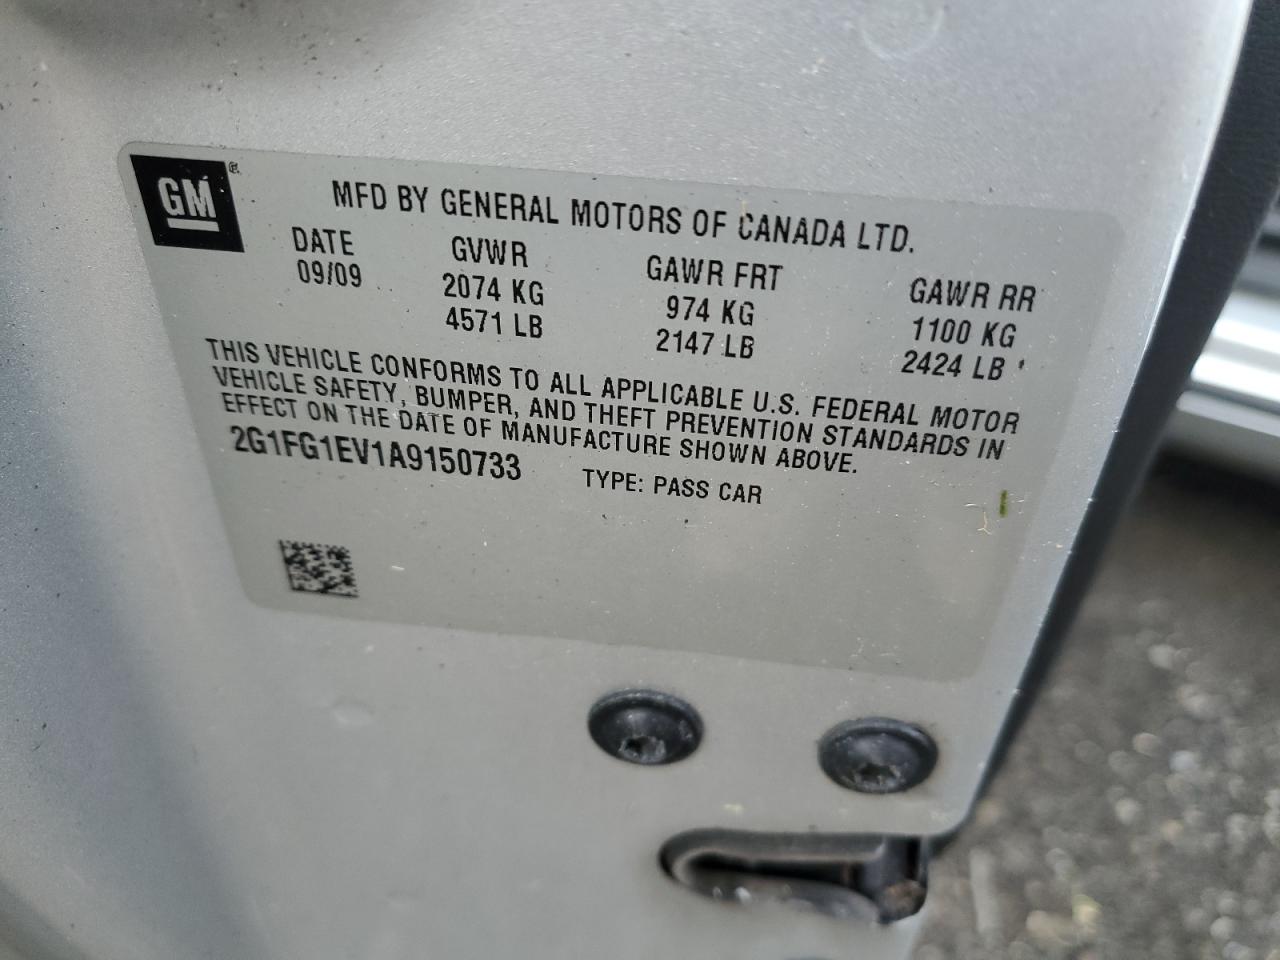 GM ®
MFD BY GENERAL MOTORS OF CANADA LTD.
DATE GVWR GAWR FRT GAWR RR
09/09 2074 KG 974 KG 1100 KG
4571 LB 2147 LB 2424 LB
THIS VEHICLE CONFORMS TO ALL APPLICABLE U.S. FEDERAL MOTOR
VEHICLE SAFETY, BUMPER, AND THEFT PREVENTION STANDARDS IN
EFFECT ON THE DATE OF MANUFACTURE SHOWN ABOVE.
2G1FG1EV1A9150733 TYPE: PASS CAR